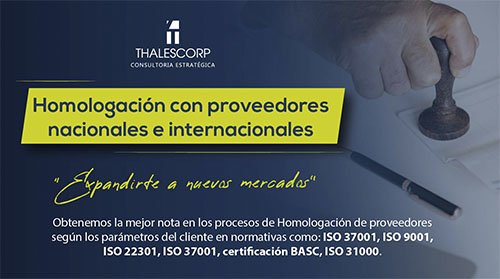 THALESCORP
CONSULTORIA ESTRATÉGICA
Homologación con proveedores
nacionales e internacionales
"Expandirte a nuevos mercados"
Obtenemos la mejor nota en los procesos de Homologación de proveedores
según los parámetros del cliente en normativas como: ISO 37001, ISO 9001,
ISO 22301, ISO 37001, certificación BASC, ISO 31000.